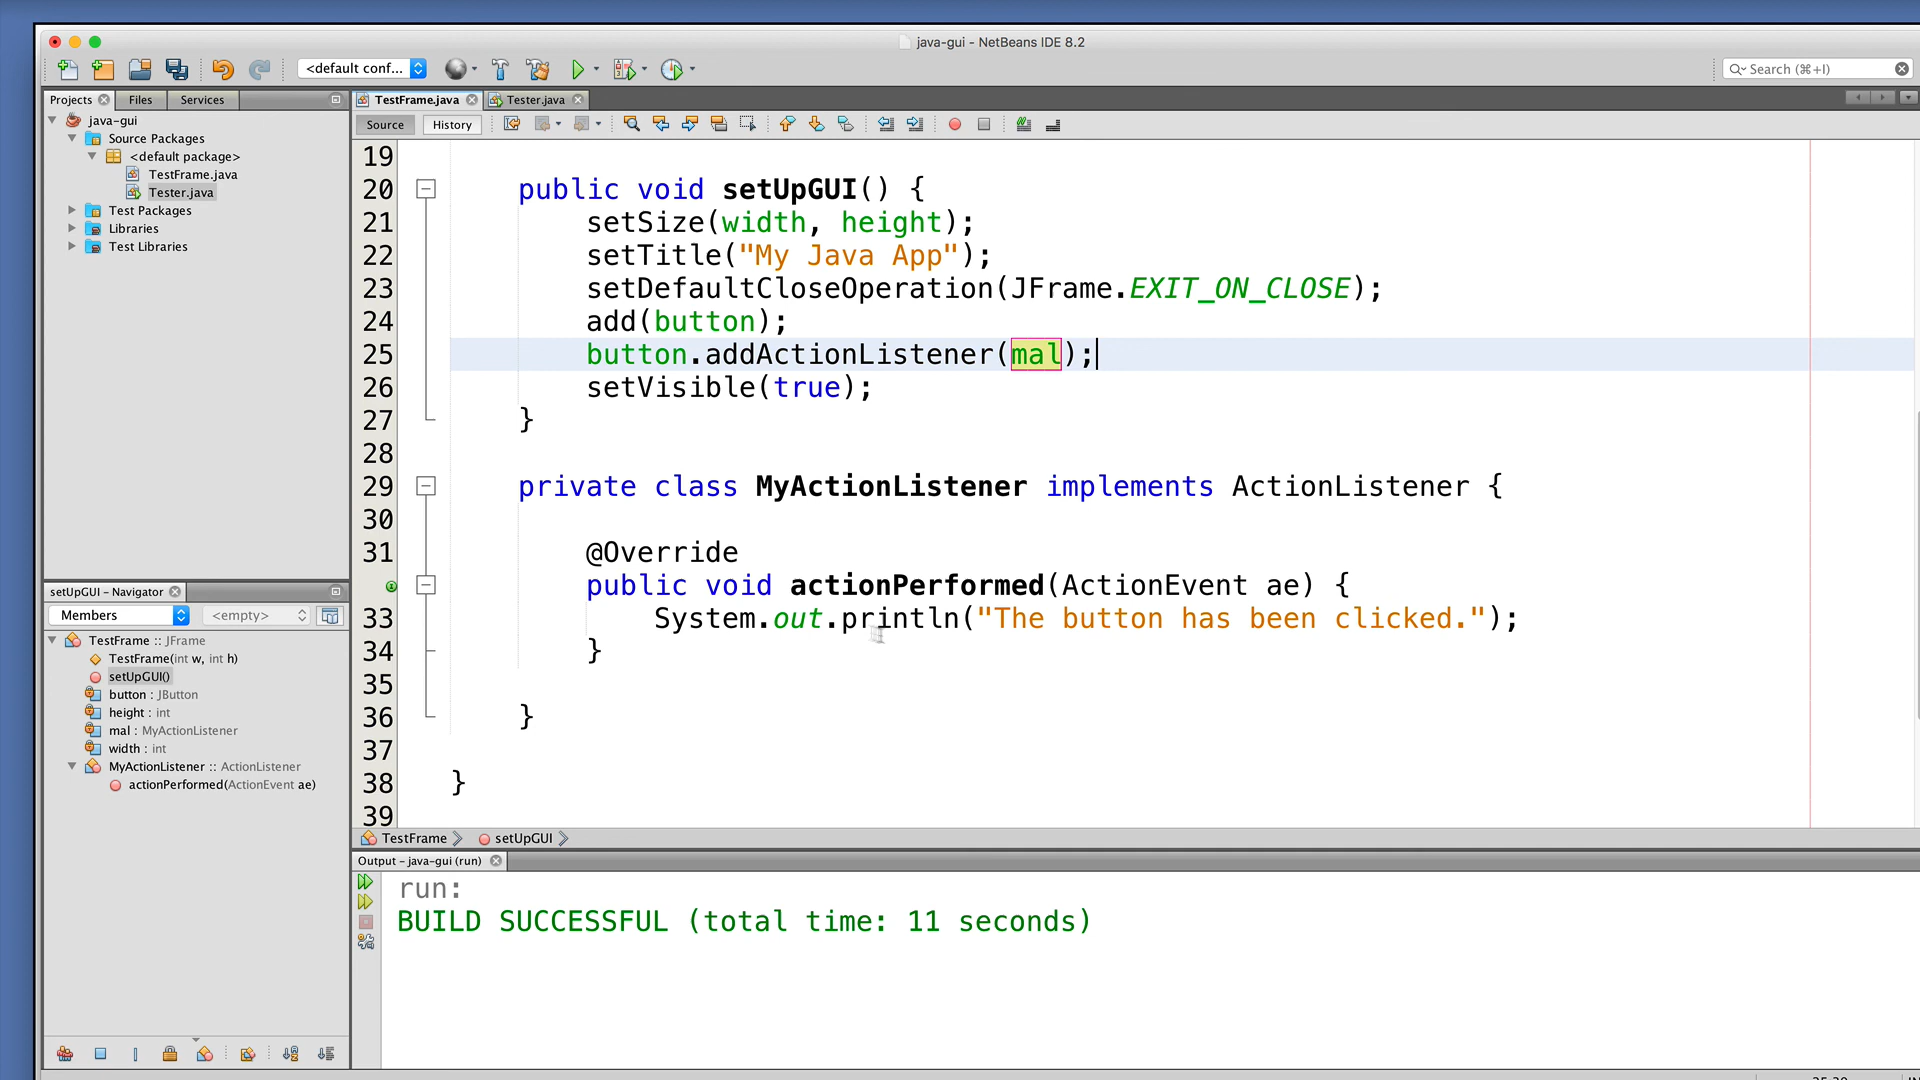 java-gui - NetBeans IDE 8.2
<default conf...
Search (⌘+I)
Projects
Files
Services
TestFrame.java
Tester.java
Source
History
java-gui
Source Packages
<default package>
TestFrame.java
Tester.java
Test Packages
Libraries
Test Libraries
19
20 public void setUpGUI() {
21 setSize(width, height);
22 setTitle("My Java App");
23 setDefaultCloseOperation(JFrame.EXIT_ON_CLOSE);
24 add(button);
25 button.addActionListener(mal);
26 setVisible(true);
27 }
28
29 private class MyActionListener implements ActionListener {
30
31 @Override
public void actionPerformed(ActionEvent ae) {
33 System.out.println("The button has been clicked.");
34 }
35
36 }
37
38 }
39
setUpGUI - Navigator
Members
<empty>
TestFrame :: JFrame
TestFrame(int w, int h)
setUpGUI()
button : JButton
height : int
mal : MyActionListener
width : int
MyActionListener :: ActionListener
actionPerformed(ActionEvent ae)
TestFrame
setUpGUI
Output - java-gui (run)
run:
BUILD SUCCESSFUL (total time: 11 seconds)